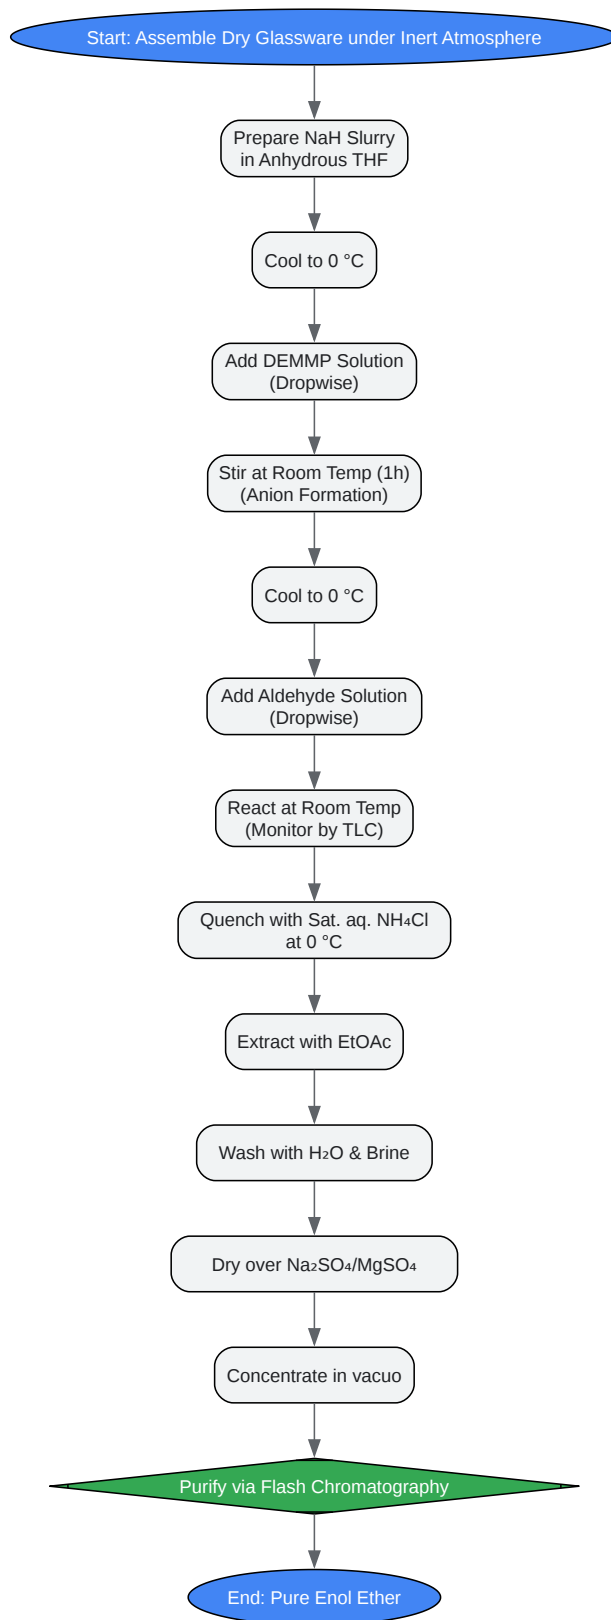 Start: Assemble Dry Glassware under Inert Atmosphere
Prepare NaH Slurry
in Anhydrous THF
Cool to 0 °C
Add DEMMP Solution
(Dropwise)
Stir at Room Temp (1h)
(Anion Formation)
Cool to 0 °C
Add Aldehyde Solution
(Dropwise)
React at Room Temp
(Monitor by TLC)
Quench with Sat. aq. NH₄Cl
at 0 °C
Extract with EtOAc
Wash with H₂O & Brine
Dry over Na₂SO₄/MgSO₄
Concentrate in vacuo
Purify via Flash Chromatography
End: Pure Enol Ether